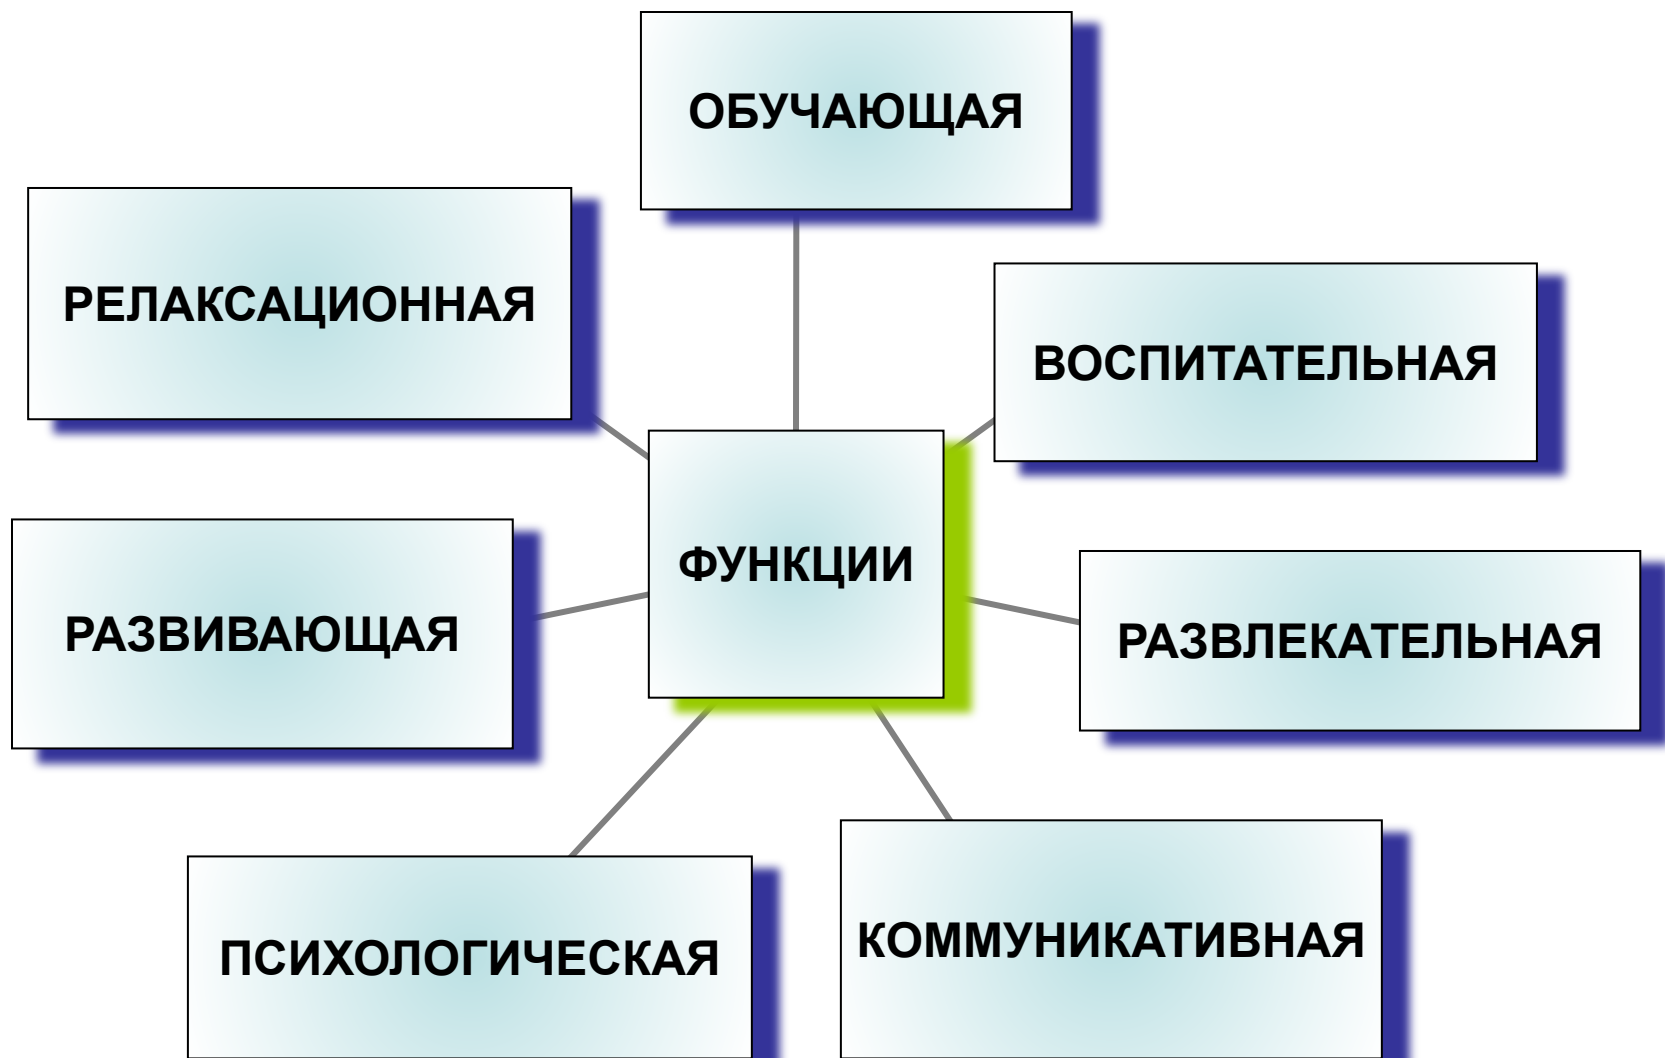 ОБУЧАЮЩАЯ
РЕЛАКСАЦИОННАЯ
ВОСПИТАТЕЛЬНАЯ
ФУНКЦИИ
РАЗВИВАЮЩАЯ
РАЗВЛЕКАТЕЛЬНАЯ
ПСИХОЛОГИЧЕСКАЯ
КОММУНИКАТИВНАЯ